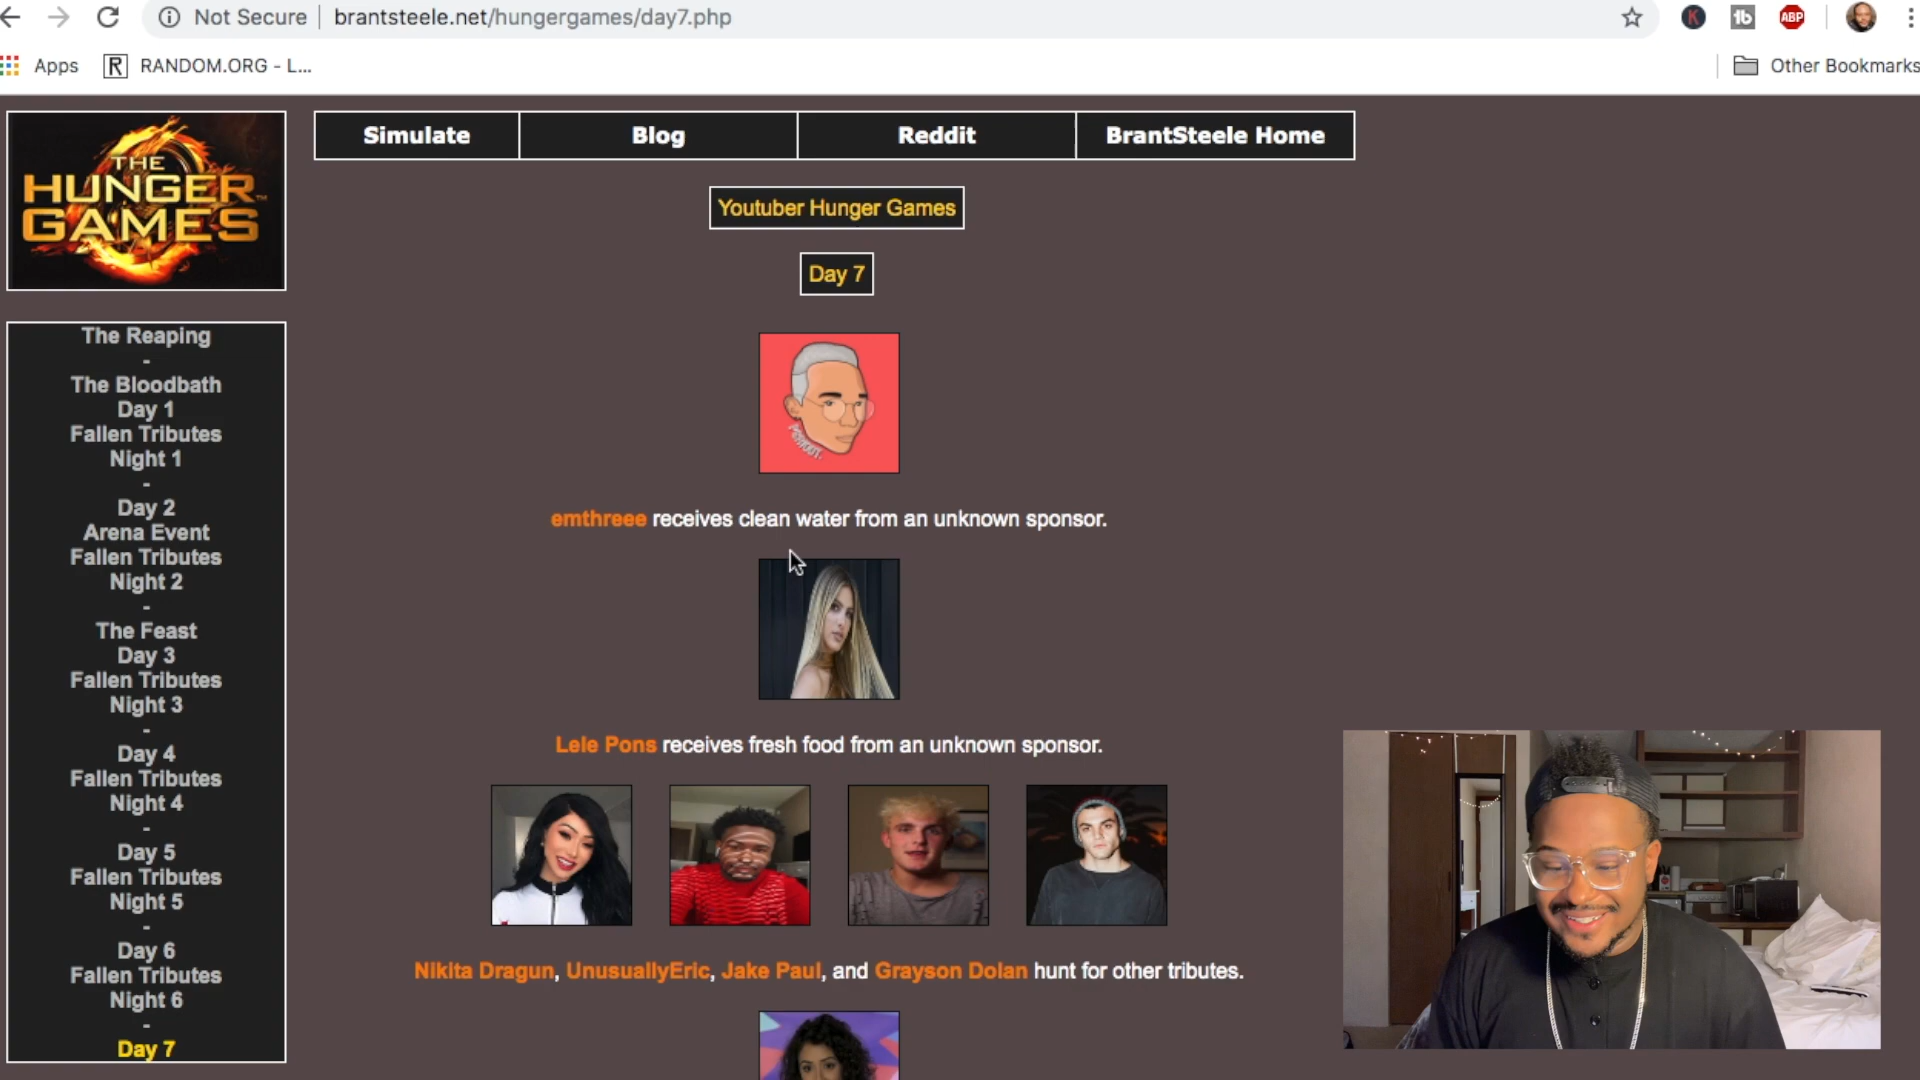 Not Secure
brantsteele.net/hungergames/day7.php
K
tb
ABP
Apps
R
RANDOM.ORG - L...
Other Bookmarks
THE
HUNGER
GAMES
Simulate
Blog
Reddit
BrantSteele Home
Youtuber Hunger Games
Day 7
The Reaping
-
The Bloodbath
Day 1
Fallen Tributes
Night 1
-
Day 2
Arena Event
Fallen Tributes
Night 2
-
The Feast
Day 3
Fallen Tributes
Night 3
-
Day 4
Fallen Tributes
Night 4
-
Day 5
Fallen Tributes
Night 5
-
Day 6
Fallen Tributes
Night 6
-
Day 7
emthreee receives clean water from an unknown sponsor.
Lele Pons receives fresh food from an unknown sponsor.
Nikita Dragun, UnusuallyEric, Jake Paul, and Grayson Dolan hunt for other tributes.